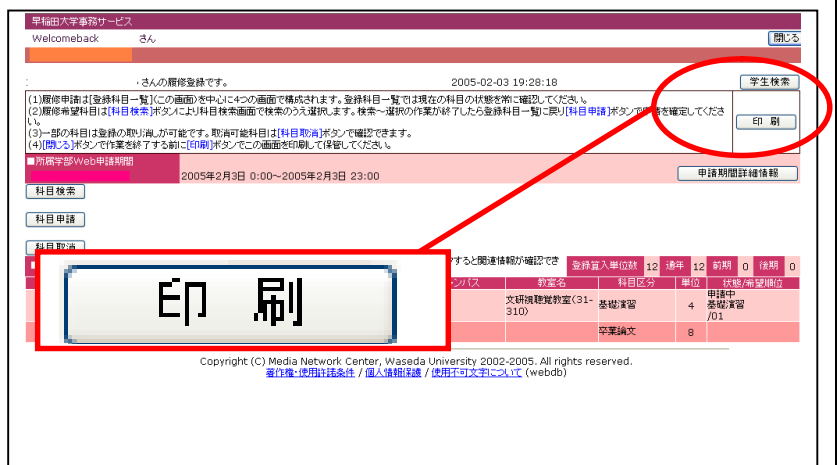 早稲田大学事務サービス
Welcomeback さん
閉じる
: ・さんの履修登録です。 2005-02-03 19:28:18
学生検索
(1)履修申請は[登録科目一覧](この画面)を中心に4つの画面で構成されます。登録科目一覧では現在の科目の状態を常に確認してください。
(2)履修希望科目は[科目検索]ボタンにより科目検索画面で検索のうえ選択します。検索～選択の作業が終了したら登録科目一覧に戻り[科目申請]ボタンで申請を確定してください。
(3)一部の科目は登録の取り消しが可能です。取消可能科目は[科目取消]ボタンで確認できます。
(4)[閉じる]ボタンで作業を終了する前に[印刷]ボタンでこの画面を印刷して保管してください。
印 刷
■所属学部Web申請期間
2005年2月3日 0:00～2005年2月3日 23:00
申請期間詳細情報
科目検索
科目申請
科目取消
すると関連情報が確認でき
登録算入単位数 12 通年 12 前期 0 後期 0
ンパス 教室名 科目区分 単位 状態/希望順位
文研視聴覚教室(31-310) 基礎演習 4 申請中 基礎演習 /01
卒業論文 8
印 刷
Copyright (C) Media Network Center, Waseda University 2002-2005. All rights reserved.
著作権・使用許諾条件 / 個人情報保護 / 使用不可文字について (webdb)